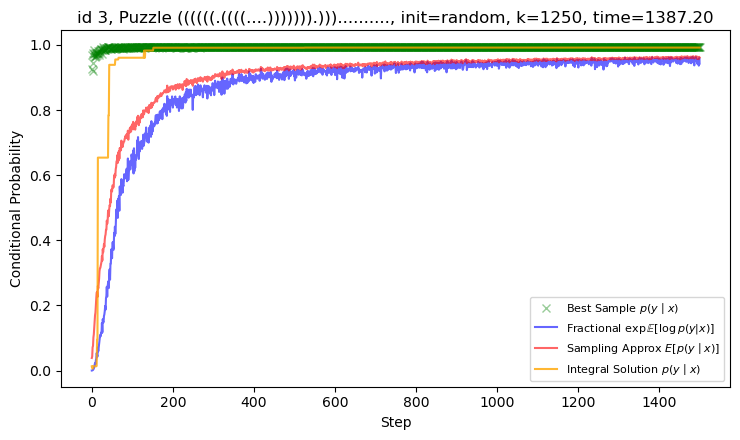 id 3, Puzzle ((((((.((((....))))))).))).........., init=random, k=1250, time=1387.20
Conditional Probability
1.0
0.8
0.6
0.4
0.2
0.0
Best Sample p(y | x)
Fractional exp𝔼[log p(y|x)]
Sampling Approx E[p(y | x)]
Integral Solution p(y | x)
0 200 400 600 800 1000 1200 1400
Step